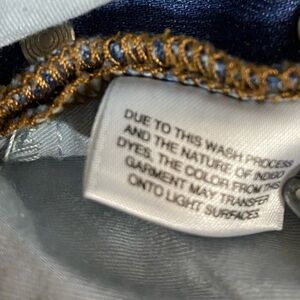 DUE TO THIS WASH PROCESS
AND THE NATURE OF INDIGO
DYES, THE COLOR FROM THIS
GARMENT MAY TRANSFER
ONTO LIGHT SURFACES.